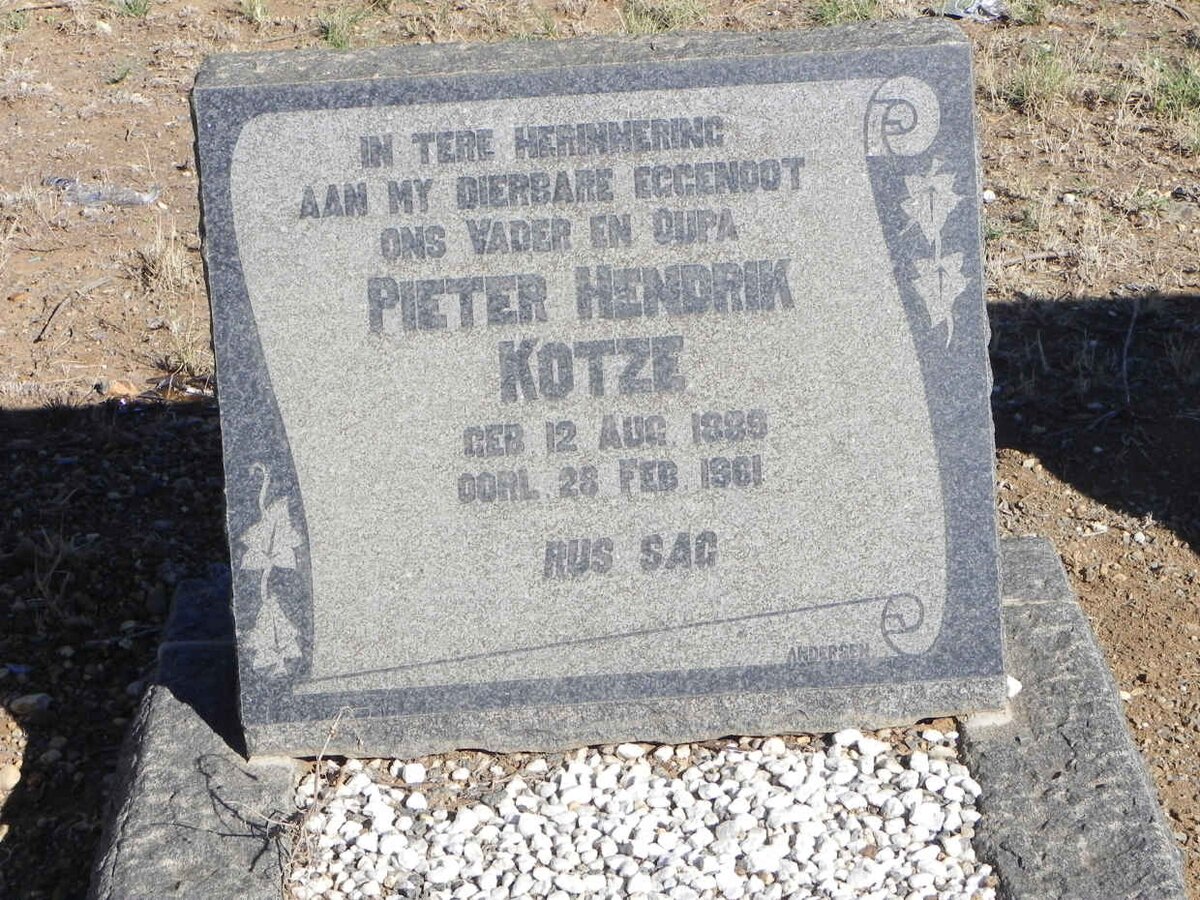 IN TERE HERINNERING
AAN MY DIERBARE EGGENOOT
ONS VADER EN OUPA
PIETER HENDRIK
KOTZE
GEB 12 AUG
OORL 28 FEB 1961
RUS SAG
ANDERSEN